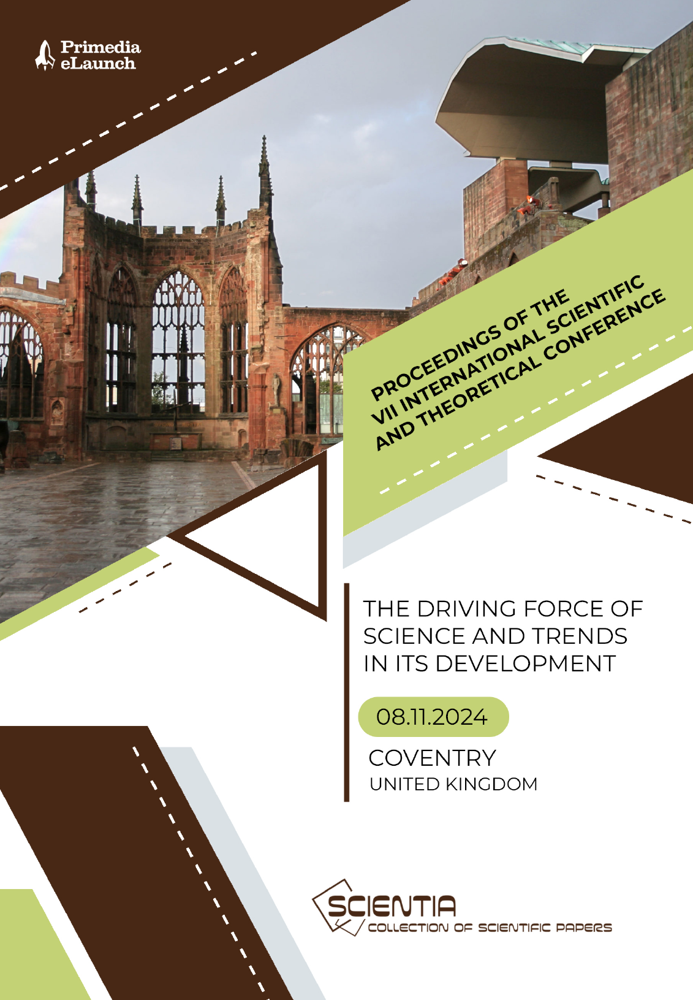 Primedia
eLaunch
PROCEEDINGS OF THE
VII INTERNATIONAL SCIENTIFIC
AND THEORETICAL CONFERENCE
THE DRIVING FORCE OF
SCIENCE AND TRENDS
IN ITS DEVELOPMENT
08.11.2024
COVENTRY
UNITED KINGDOM
SCIENTIA
COLLECTION OF SCIENTIFIC PAPERS